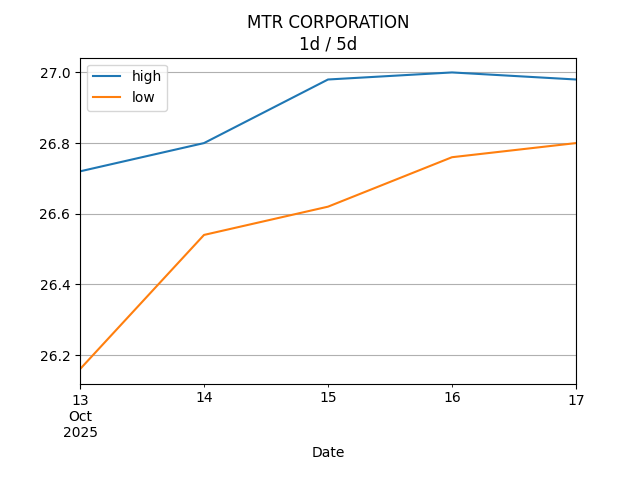 MTR CORPORATION
1d / 5d
high
low
27.0
26.8
26.6
26.4
26.2
13 14 15 16 17
Oct
2025
Date